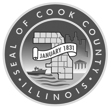 SEAL OF COOK COUNTY
JANUARY 1831
ILLINOIS